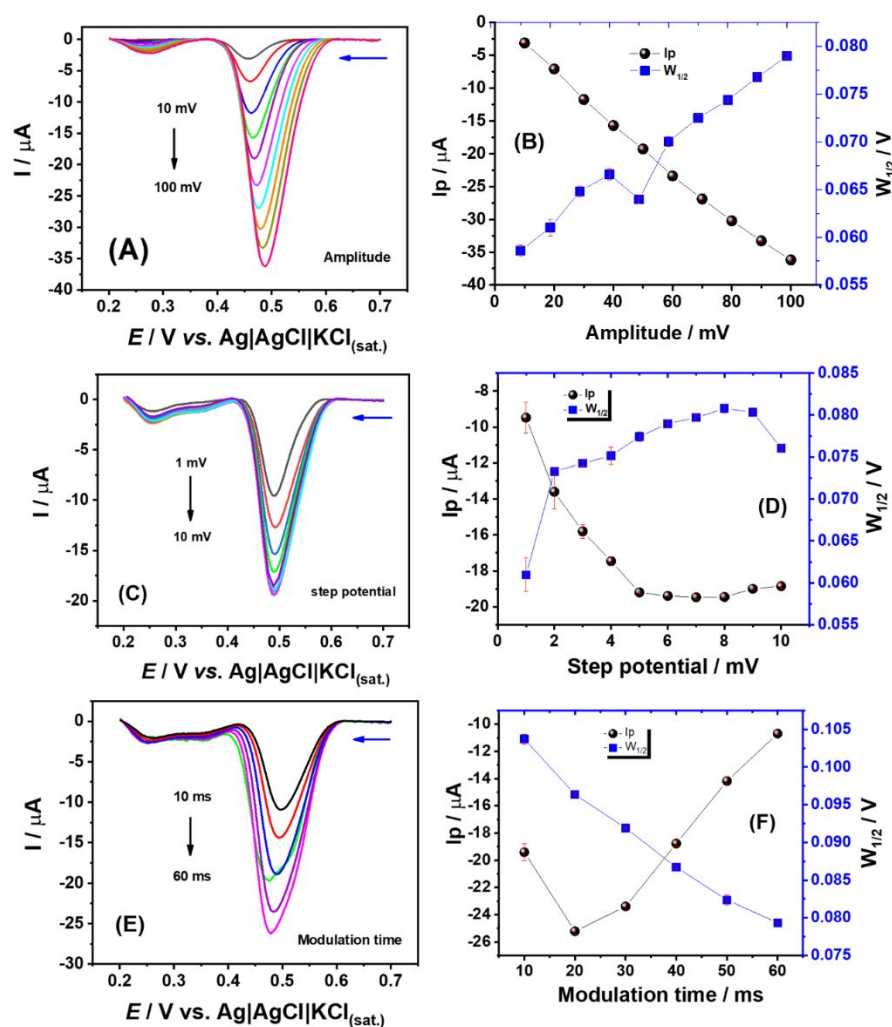 0
-5
-10
-15
-20
-25
-30
-35
-40
I / μA
10 mV
100 mV
(A)
Amplitude
0.2 0.3 0.4 0.5 0.6 0.7
E / V vs. Ag|AgCl|KCl(sat.)
0
-5
-10
-15
-20
-25
-30
-35
-40
Ip / μA
Ip
W1/2
(B)
0.080
0.075
0.070
0.065
0.060
0.055
W1/2 / V
0 20 40 60 80 100
Amplitude / mV
0
-5
-10
-15
-20
I / μA
1 mV
10 mV
(C)
step potential
0.2 0.3 0.4 0.5 0.6 0.7
E / V vs. Ag|AgCl|KCl(sat.)
-8
-10
-12
-14
-16
-18
-20
Ip / μA
Ip
W1/2
(D)
0.085
0.080
0.075
0.070
0.065
0.060
0.055
W1/2 / V
0 2 4 6 8 10
Step potential / mV
5
0
-5
-10
-15
-20
-25
-30
I / μA
10 ms
60 ms
(E)
Modulation time
0.2 0.3 0.4 0.5 0.6 0.7
E / V vs. Ag|AgCl|KCl(sat.)
-10
-12
-14
-16
-18
-20
-22
-24
-26
Ip / μA
Ip
W1/2
(F)
0.105
0.100
0.095
0.090
0.085
0.080
0.075
W1/2 / V
10 20 30 40 50 60
Modulation time / ms